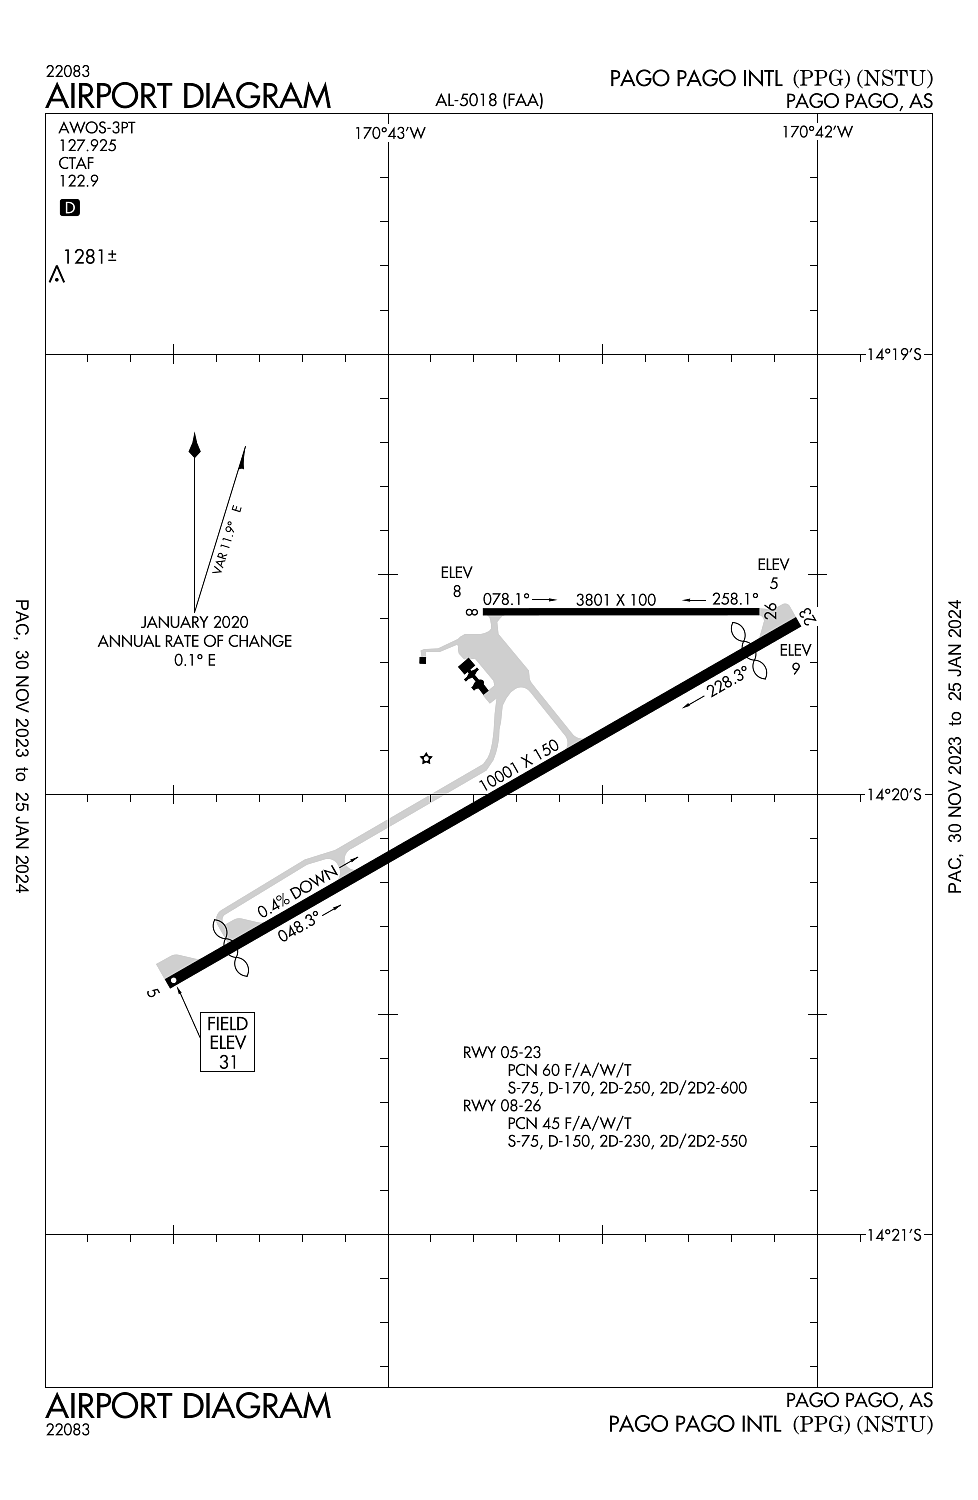 22083
AIRPORT DIAGRAM
AL-5018 (FAA)
PAGO PAGO INTL (PPG) (NSTU)
PAGO PAGO, AS
AWOS-3PT
127.925
CTAF
122.9
D
1281±
170°43'W
170°42'W
14°19'S
VAR 11.9° E
JANUARY 2020
ANNUAL RATE OF CHANGE
0.1° E
ELEV
8
8
078.1°
3801 X 100
258.1°
ELEV
5
26
23
ELEV
9
228.3°
10001 X 150
14°20'S
0.4% DOWN
048.3°
5
FIELD
ELEV
31
RWY 05-23
PCN 60 F/A/W/T
S-75, D-170, 2D-250, 2D/2D2-600
RWY 08-26
PCN 45 F/A/W/T
S-75, D-150, 2D-230, 2D/2D2-550
14°21'S
PAC, 30 NOV 2023 to 25 JAN 2024
PAC, 30 NOV 2023 to 25 JAN 2024
AIRPORT DIAGRAM
22083
PAGO PAGO, AS
PAGO PAGO INTL (PPG) (NSTU)